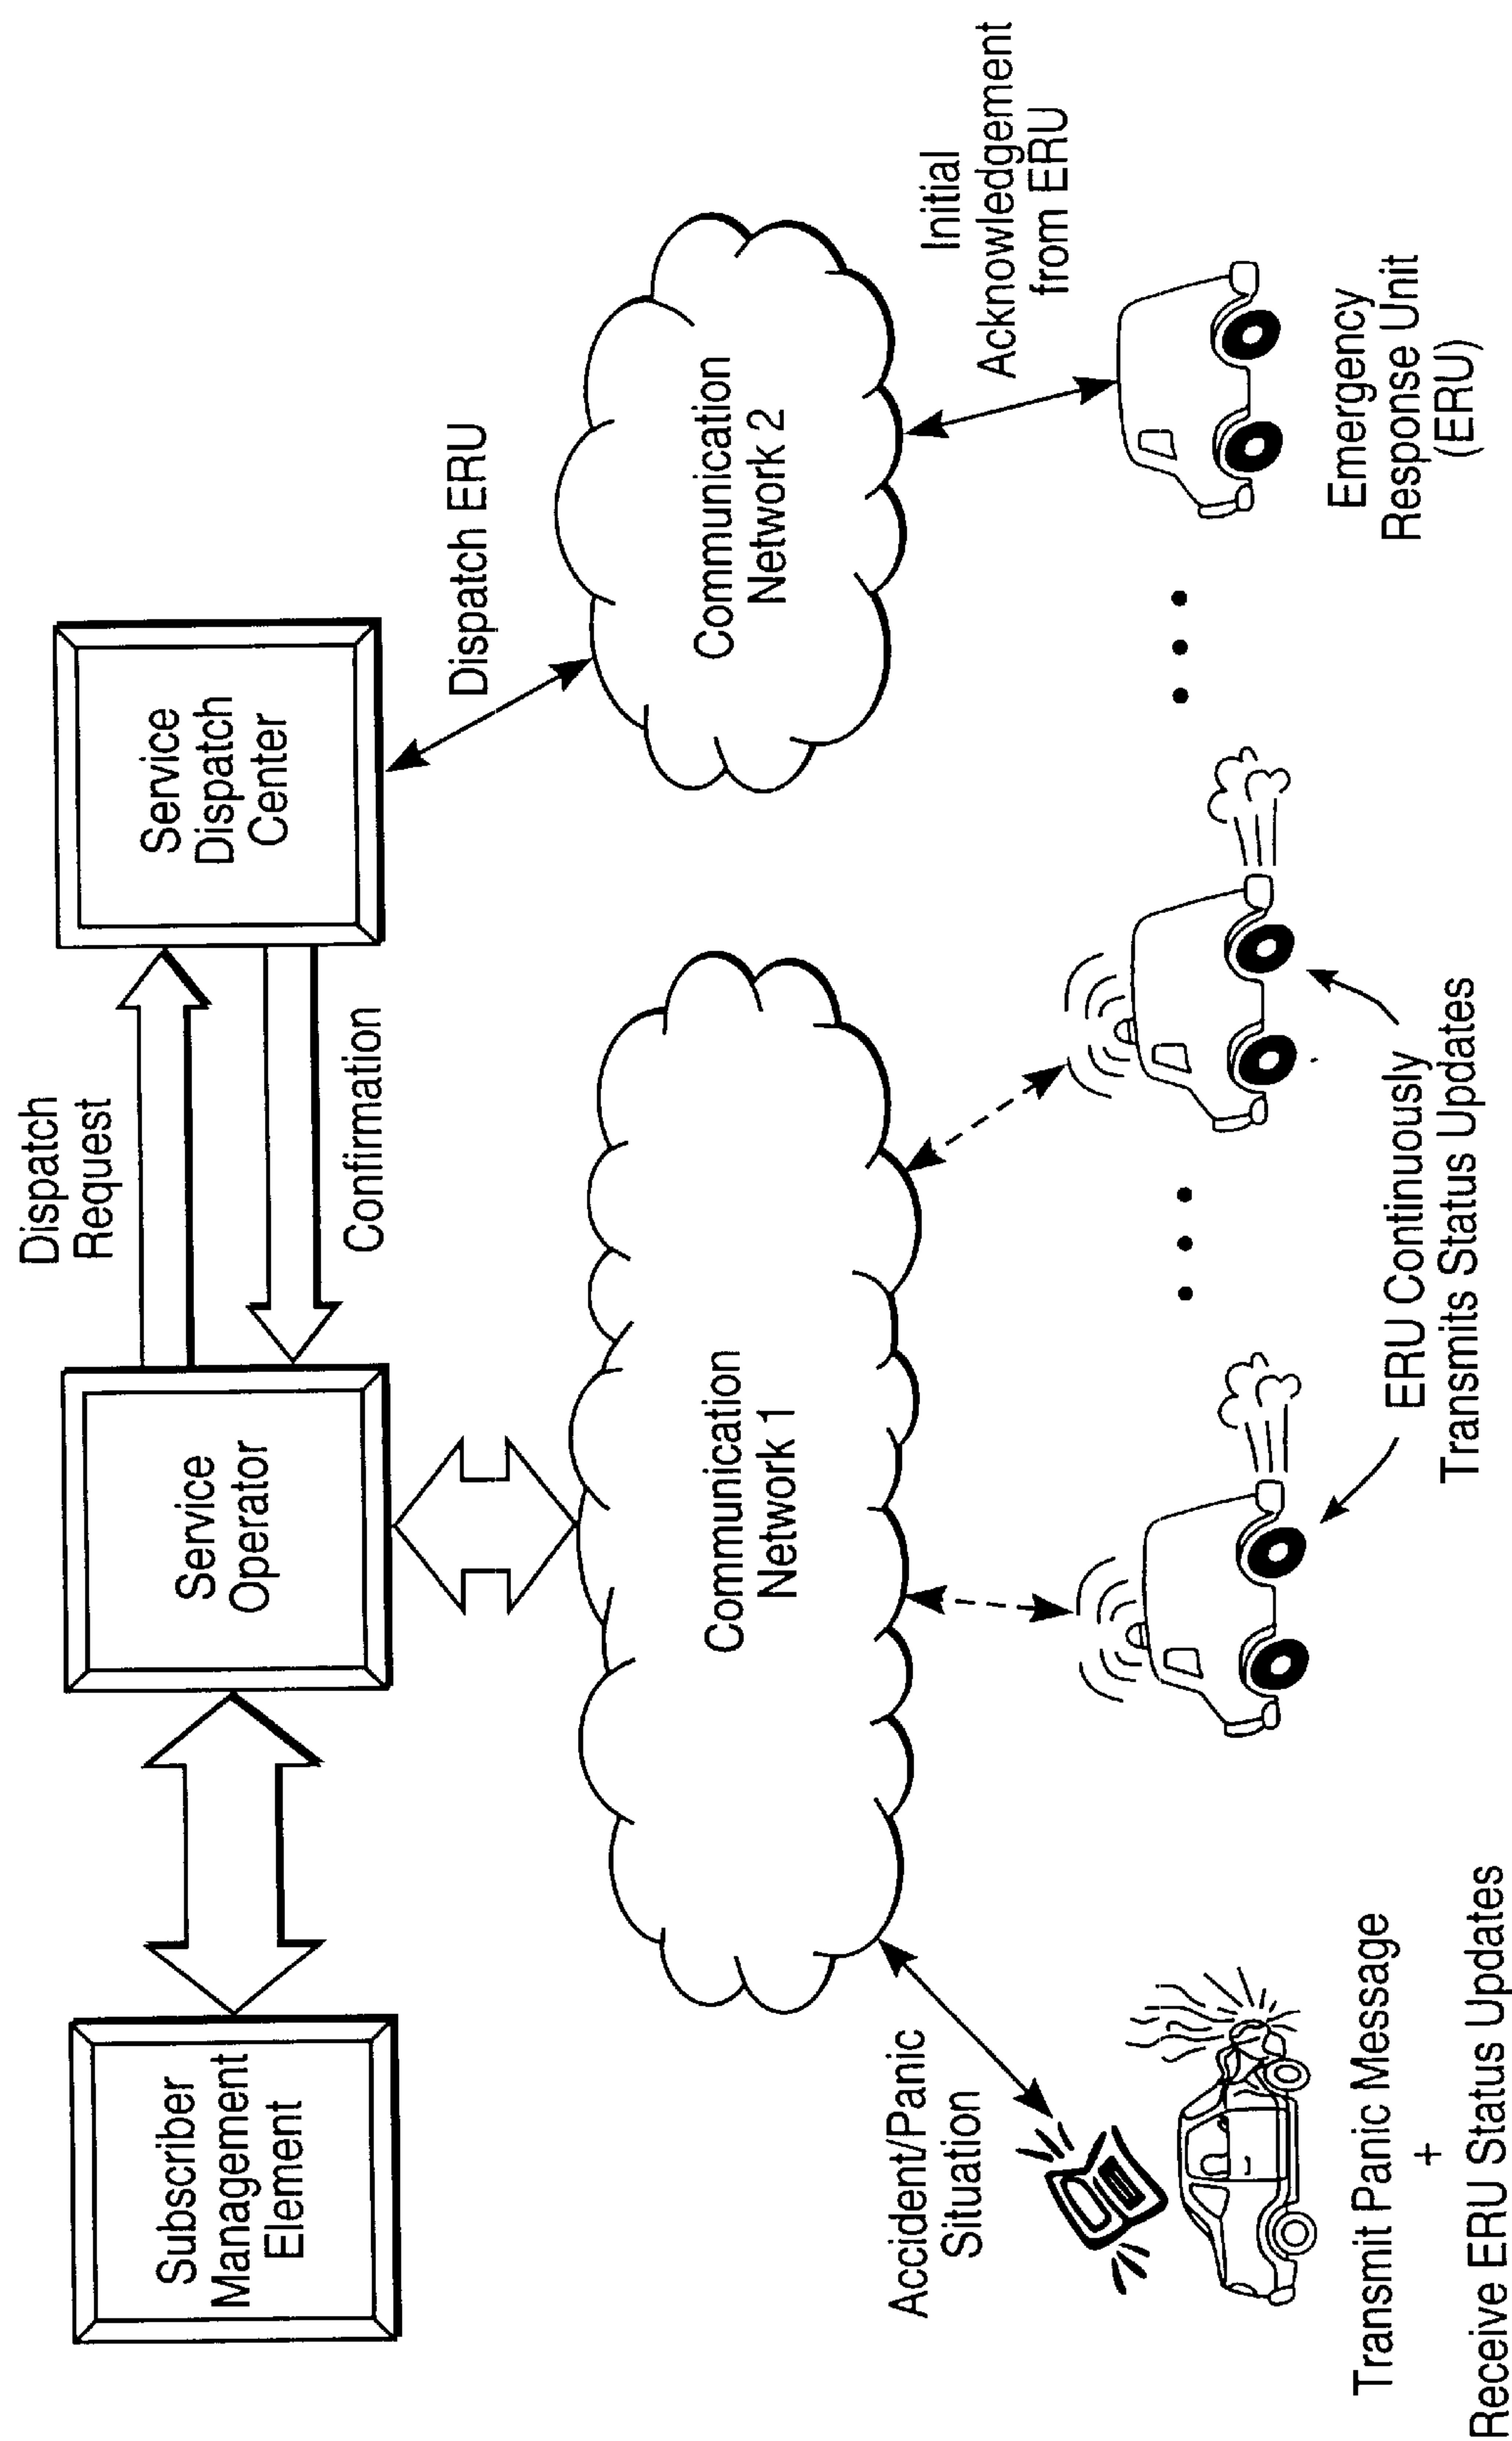 Subscriber
Management
Element
Service
Operator
Dispatch
Request
Confirmation
Service
Dispatch
Center
Dispatch ERU
Communication
Network 1
Communication
Network 2
Accident/Panic
Situation
Initial
Acknowledgement
from ERU
Transmit Panic Message
+
Receive ERU Status Updates
ERU Continuously
Transmits Status Updates
Emergency
Response Unit
(ERU)